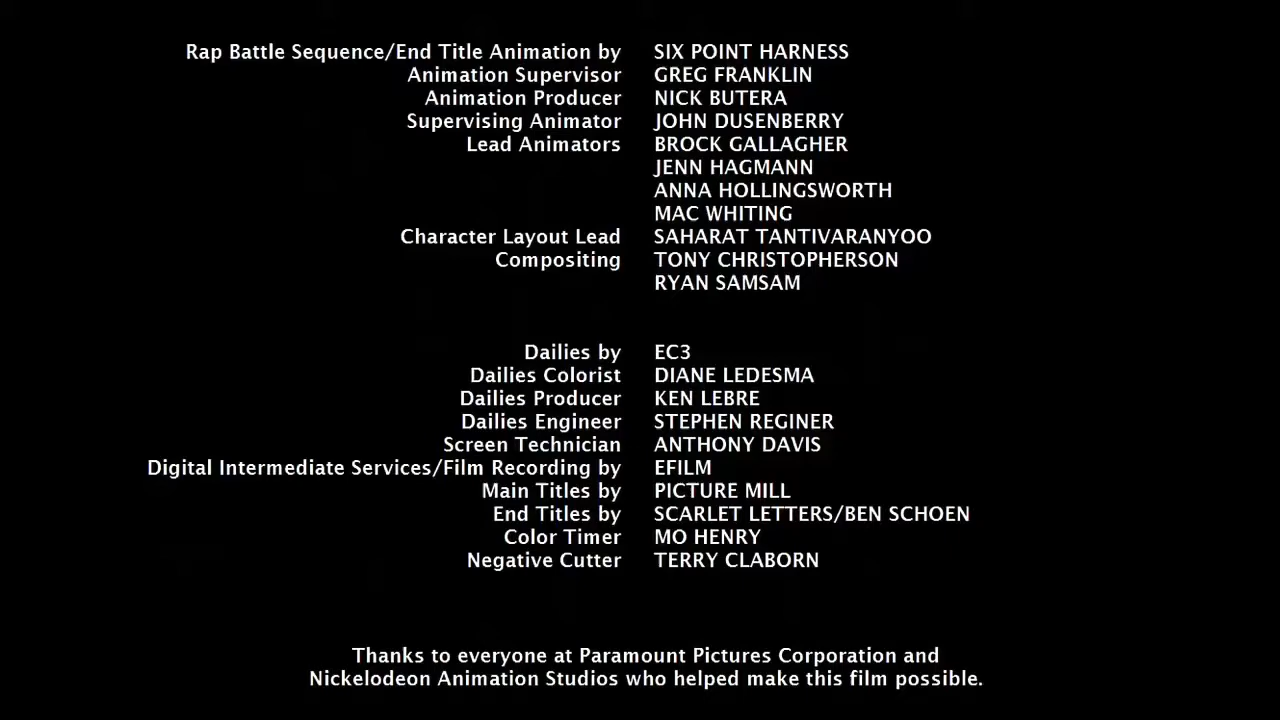 Rap Battle Sequence/End Title Animation by SIX POINT HARNESS
Animation Supervisor GREG FRANKLIN
Animation Producer NICK BUTERA
Supervising Animator JOHN DUSENBERRY
Lead Animators BROCK GALLAGHER
JENN HAGMANN
ANNA HOLLINGSWORTH
MAC WHITING
Character Layout Lead SAHARAT TANTIVARANYOO
Compositing TONY CHRISTOPHERSON
RYAN SAMSAM
Dailies by EC3
Dailies Colorist DIANE LEDESMA
Dailies Producer KEN LEBRE
Dailies Engineer STEPHEN REGINER
Screen Technician ANTHONY DAVIS
Digital Intermediate Services/Film Recording by EFILM
Main Titles by PICTURE MILL
End Titles by SCARLET LETTERS/BEN SCHOEN
Color Timer MO HENRY
Negative Cutter TERRY CLABORN
Thanks to everyone at Paramount Pictures Corporation and
Nickelodeon Animation Studios who helped make this film possible.